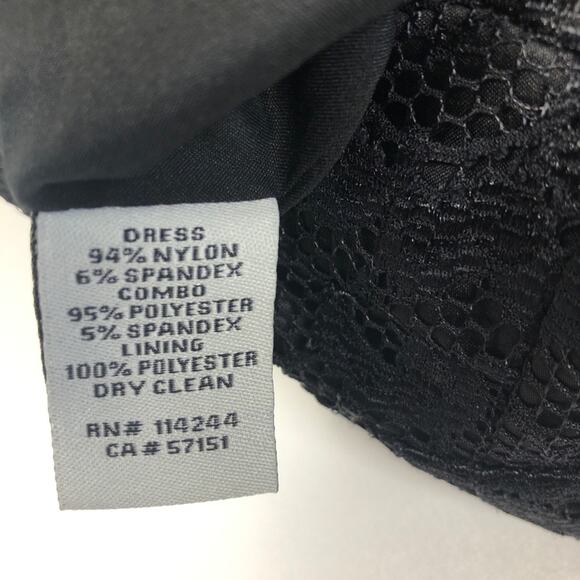 DRESS
94% NYLON
6% SPANDEX
COMBO
95% POLYESTER
5% SPANDEX
LINING
100% POLYESTER
DRY CLEAN
RN# 114244
CA# 57151